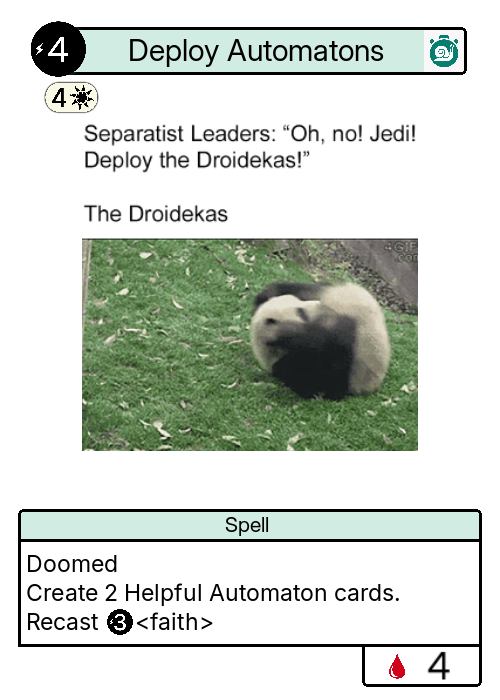 4 Deploy Automatons
4
Separatist Leaders: “Oh, no! Jedi!
Deploy the Droidekas!”
The Droidekas
4GIF
.com
Spell
Doomed
Create 2 Helpful Automaton cards.
Recast 3<faith>
4